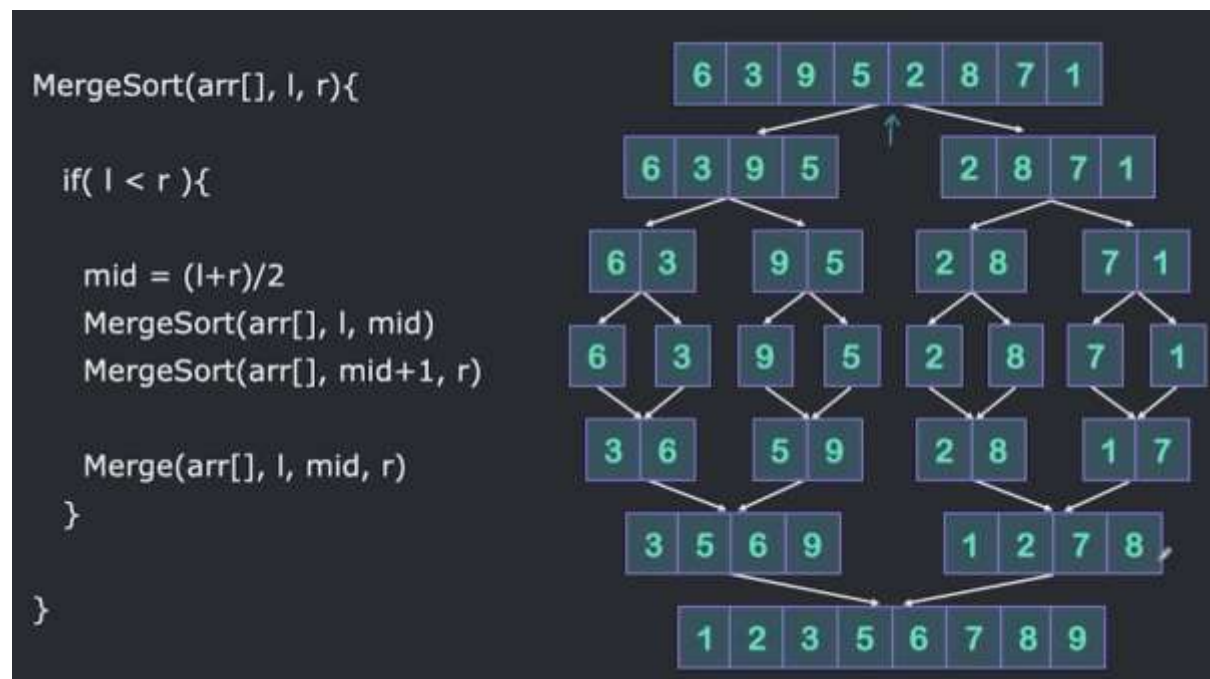 MergeSort(arr[], l, r){
if( l < r ){
mid = (l+r)/2
MergeSort(arr[], l, mid)
MergeSort(arr[], mid+1, r)
Merge(arr[], l, mid, r)
}
}
6 3 9 5 2 8 7 1
6 3 9 5 2 8 7 1
6 3 9 5 2 8 7 1
6 3 9 5 2 8 7 1
3 6 5 9 2 8 1 7
3 5 6 9 1 2 7 8
1 2 3 5 6 7 8 9